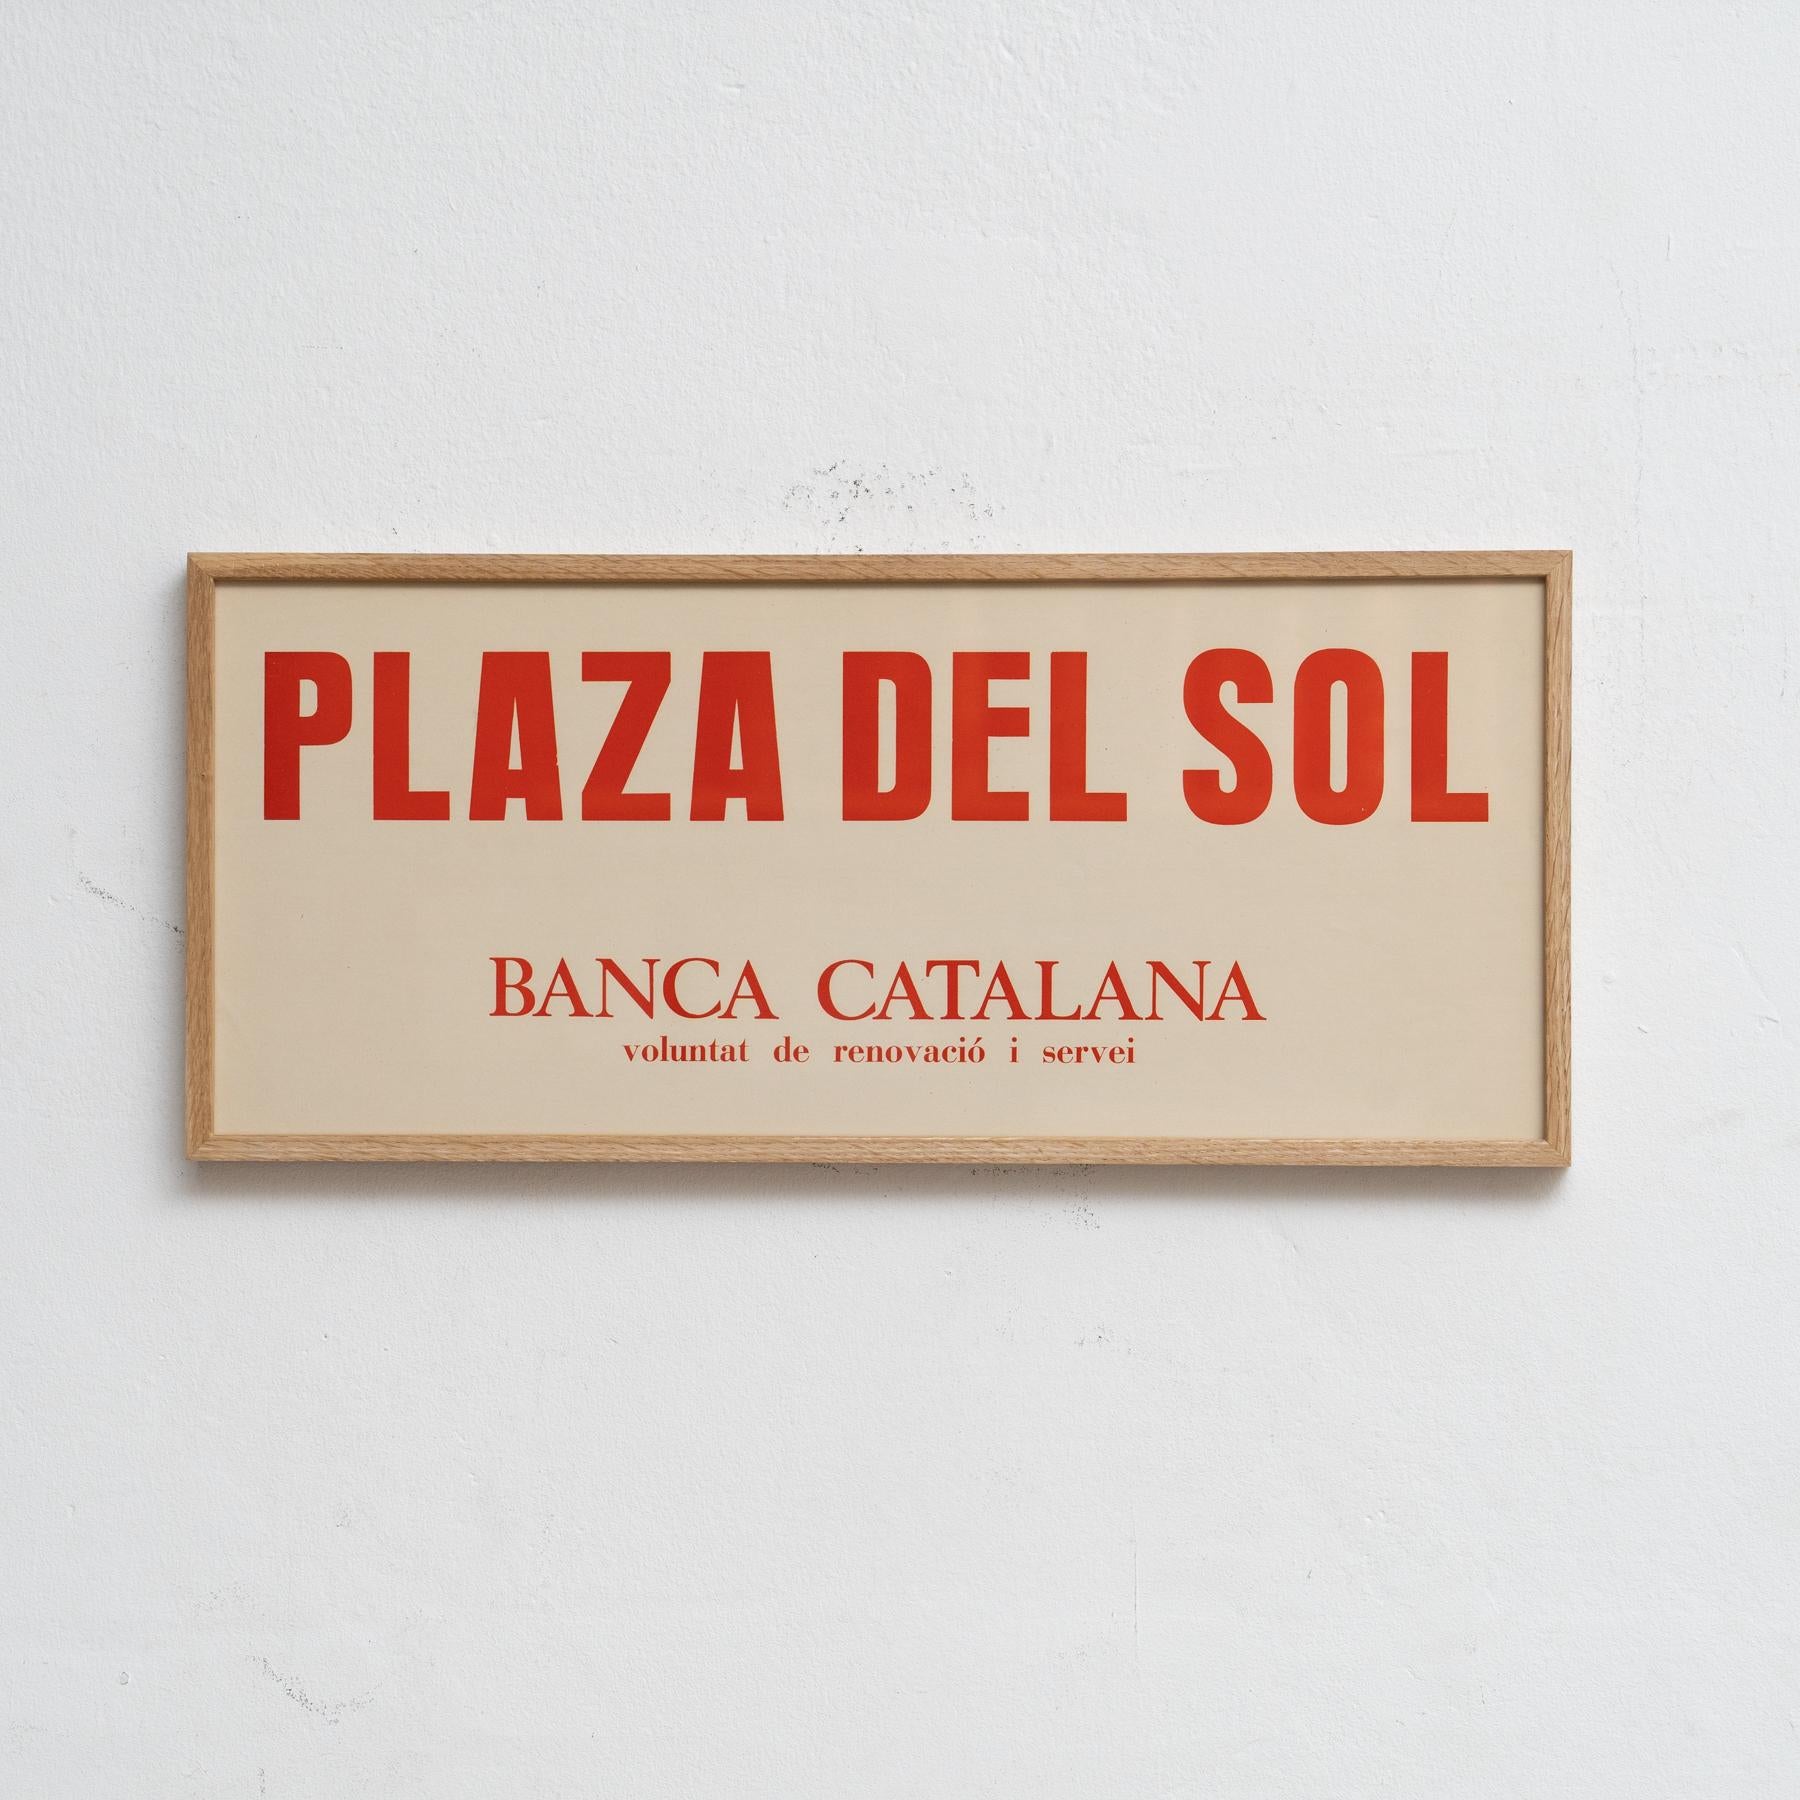 PLAZA DEL SOL
BANCA CATALANA
voluntat de renovació i servei